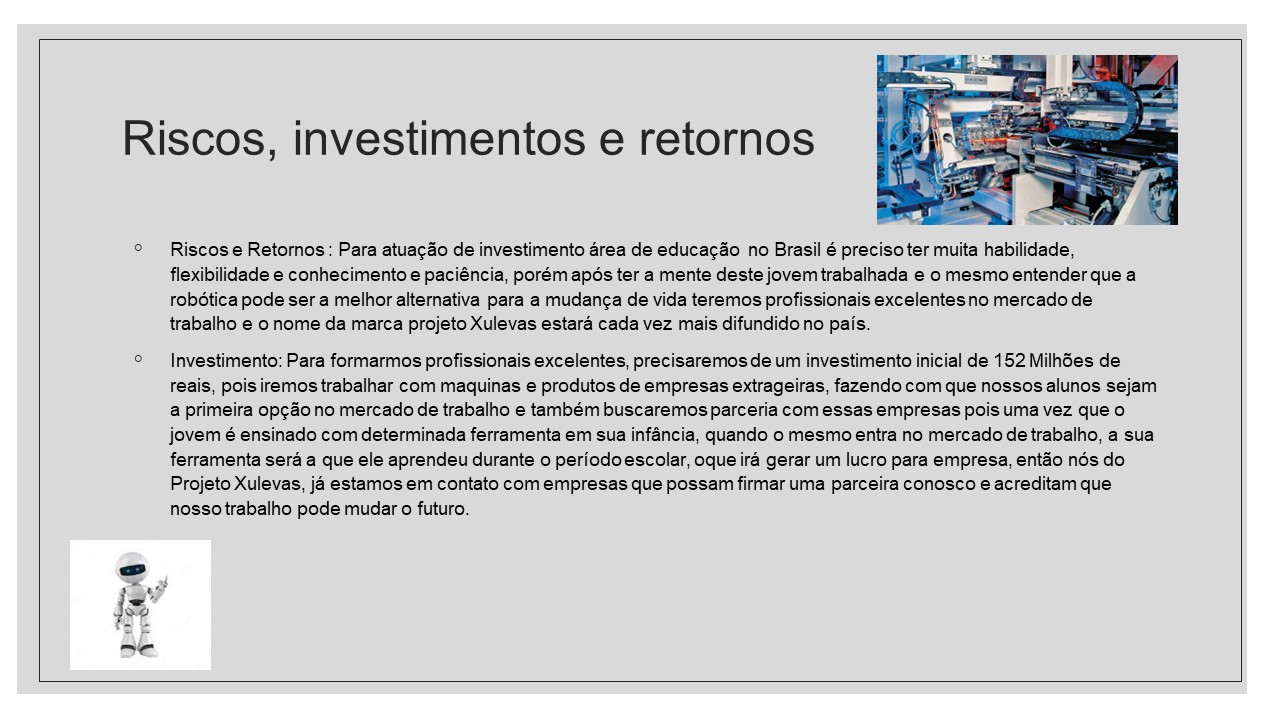 Riscos, investimentos e retornos
Riscos e Retornos : Para atuação de investimento área de educação no Brasil é preciso ter muita habilidade,
flexibilidade e conhecimento e paciência, porém após ter a mente deste jovem trabalhada e o mesmo entender que a
robótica pode ser a melhor alternativa para a mudança de vida teremos profissionais excelentes no mercado de
trabalho e o nome da marca projeto Xulevas estará cada vez mais difundido no país.
Investimento: Para formarmos profissionais excelentes, precisaremos de um investimento inicial de 152 Milhões de
reais, pois iremos trabalhar com maquinas e produtos de empresas extrageiras, fazendo com que nossos alunos sejam
a primeira opção no mercado de trabalho e também buscaremos parceria com essas empresas pois uma vez que o
jovem é ensinado com determinada ferramenta em sua infância, quando o mesmo entra no mercado de trabalho, a sua
ferramenta será a que ele aprendeu durante o período escolar, oque irá gerar um lucro para empresa, então nós do
Projeto Xulevas, já estamos em contato com empresas que possam firmar uma parceira conosco e acreditam que
nosso trabalho pode mudar o futuro.